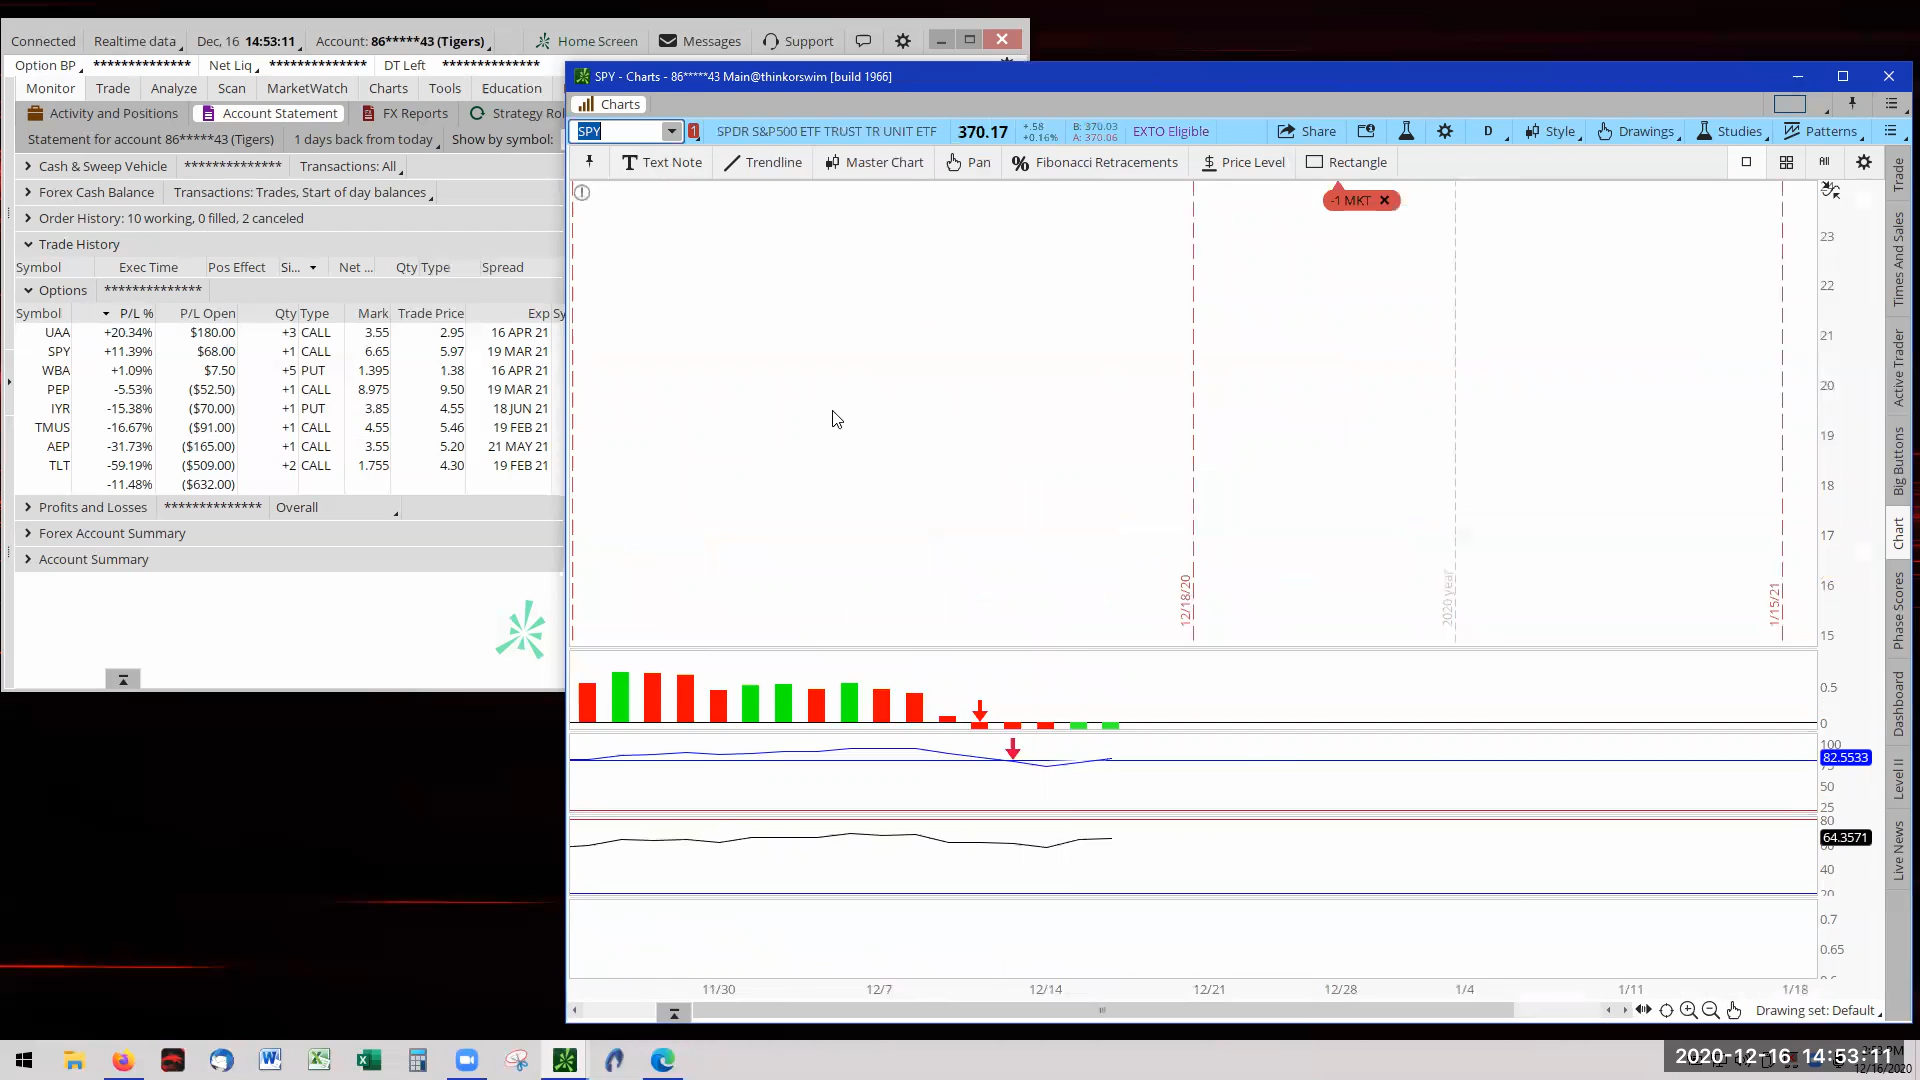 Connected Realtime data Dec, 16 14:53:11 Account: 86*****43 (Tigers) Home Screen Messages Support
Option BP ************** Net Liq ************** DT Left **************
Monitor Trade Analyze Scan MarketWatch Charts Tools Education
Activity and Positions Account Statement FX Reports Strategy Rol
Statement for account 86*****43 (Tigers) 1 days back from today Show by symbol:
Cash & Sweep Vehicle ************** Transactions: All
Forex Cash Balance Transactions: Trades, Start of day balances
Order History: 10 working, 0 filled, 2 canceled
Trade History
Symbol Exec Time Pos Effect Si... Net ... Qty Type Spread
Options **************
Symbol P/L % P/L Open Qty Type Mark Trade Price Exp Sy
UAA +20.34% $180.00 +3 CALL 3.55 2.95 16 APR 21
SPY +11.39% $68.00 +1 CALL 6.65 5.97 19 MAR 21
WBA +1.09% $7.50 +5 PUT 1.395 1.38 16 APR 21
PEP -5.53% ($52.50) +1 CALL 8.975 9.50 19 MAR 21
IYR -15.38% ($70.00) +1 PUT 3.85 4.55 18 JUN 21
TMUS -16.67% ($91.00) +1 CALL 4.55 5.46 19 FEB 21
AEP -31.73% ($165.00) +1 CALL 3.55 5.20 21 MAY 21
TLT -59.19% ($509.00) +2 CALL 1.755 4.30 19 FEB 21
-11.48% ($632.00)
Profits and Losses ************** Overall
Forex Account Summary
Account Summary
SPY - Charts - 86*****43 Main@thinkorswim [build 1966]
Charts
SPY 1 SPDR S&P500 ETF TRUST TR UNIT ETF 370.17 +.58 +0.16% B: 370.03 A: 370.06 EXTO Eligible Share D Style Drawings Studies Patterns
Text Note Trendline Master Chart Pan Fibonacci Retracements Price Level Rectangle All
-1 MKT
23
22
21
20
19
18
17
16
15
12/18/20
2020 year
1/15/21
0.5
0
100
82.5533
50
25
80
64.3571
40
20
0.7
0.65
11/30 12/7 12/14 12/21 12/28 1/4 1/11 1/18
Drawing set: Default
Trade
Times And Sales
Active Trader
Big Buttons
Chart
Phase Scores
Dashboard
Level II
Live News
2020-12-16 14:53:11
12/16/2020